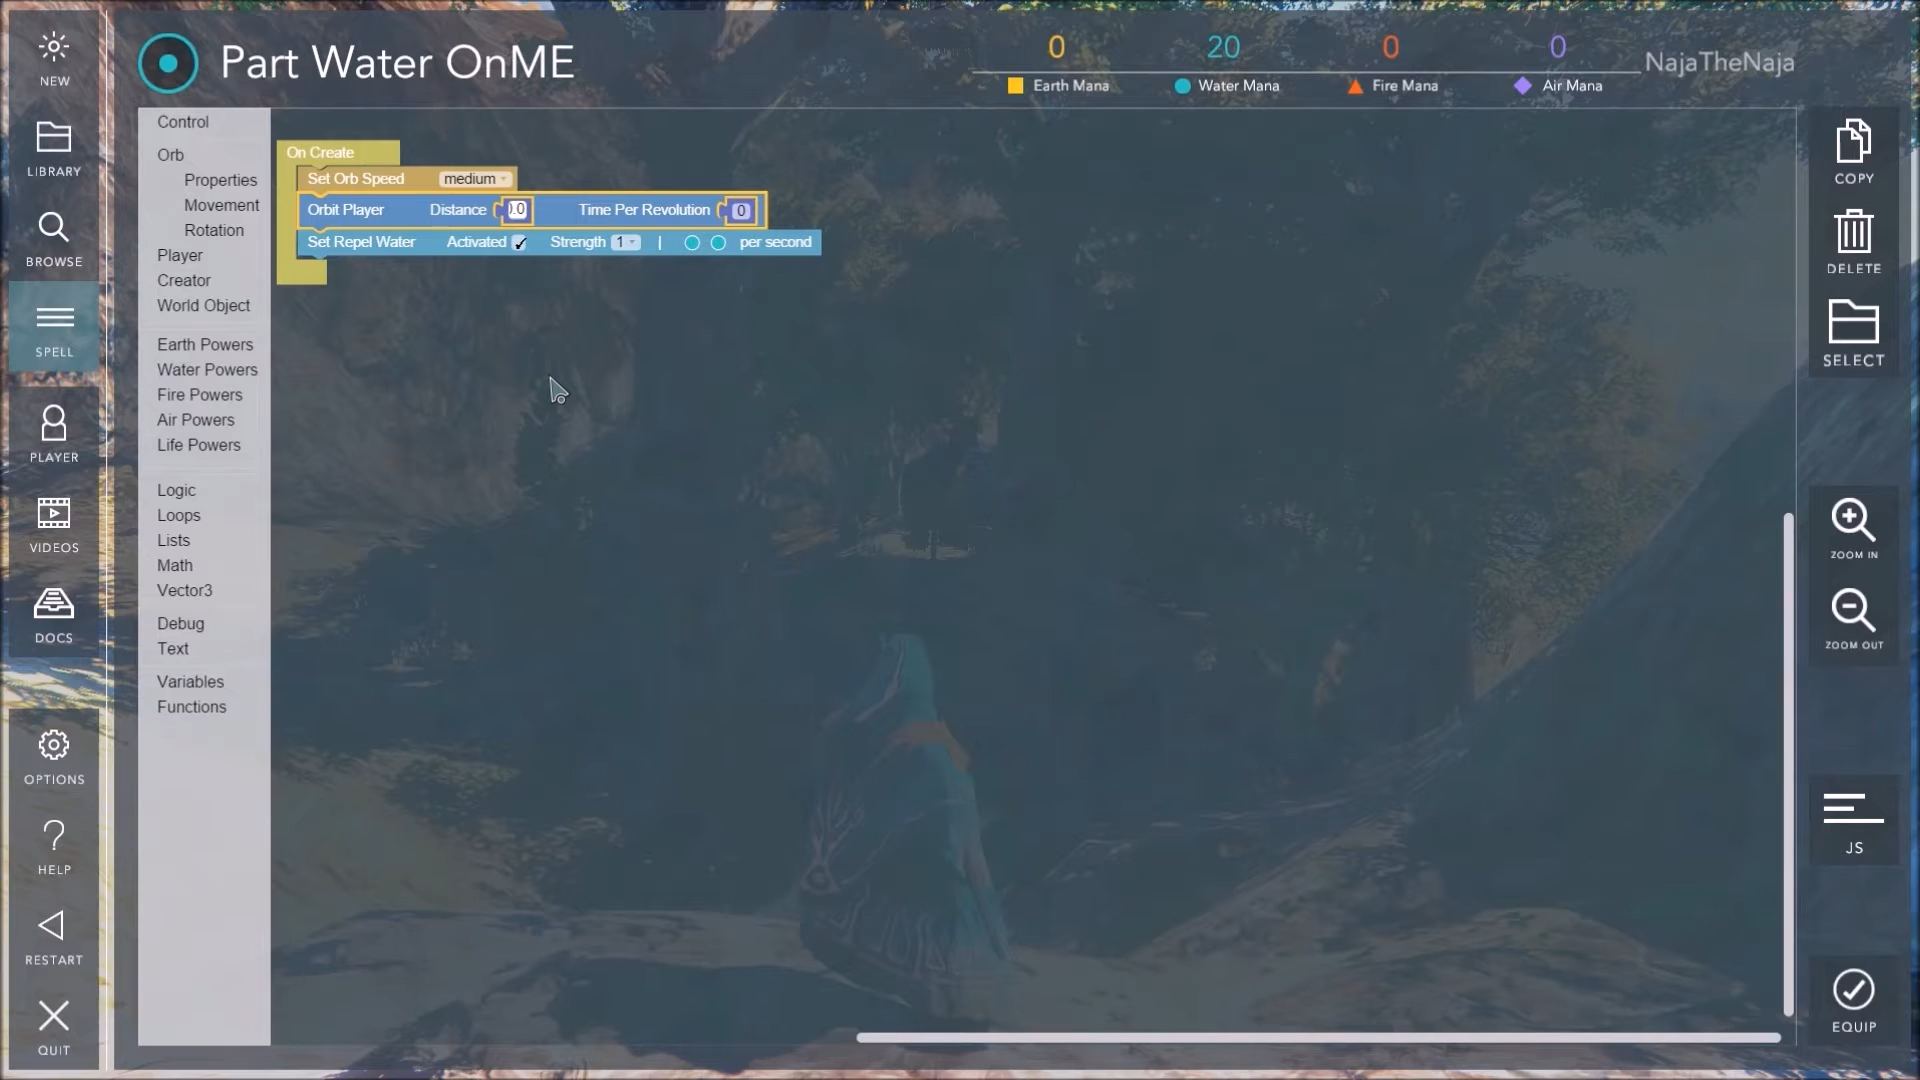 NEW
LIBRARY
BROWSE
SPELL
PLAYER
VIDEOS
DOCS
OPTIONS
HELP
RESTART
QUIT
Part Water OnME
0 20 0 0
Earth Mana Water Mana Fire Mana Air Mana
NajaTheNaja
Control
Orb
Properties
Movement
Rotation
Player
Creator
World Object
Earth Powers
Water Powers
Fire Powers
Air Powers
Life Powers
Logic
Loops
Lists
Math
Vector3
Debug
Text
Variables
Functions
On Create
Set Orb Speed medium
Orbit Player Distance 0.0 Time Per Revolution 0
Set Repel Water Activated ✓ Strength 1 | per second
COPY
DELETE
SELECT
ZOOM IN
ZOOM OUT
JS
EQUIP